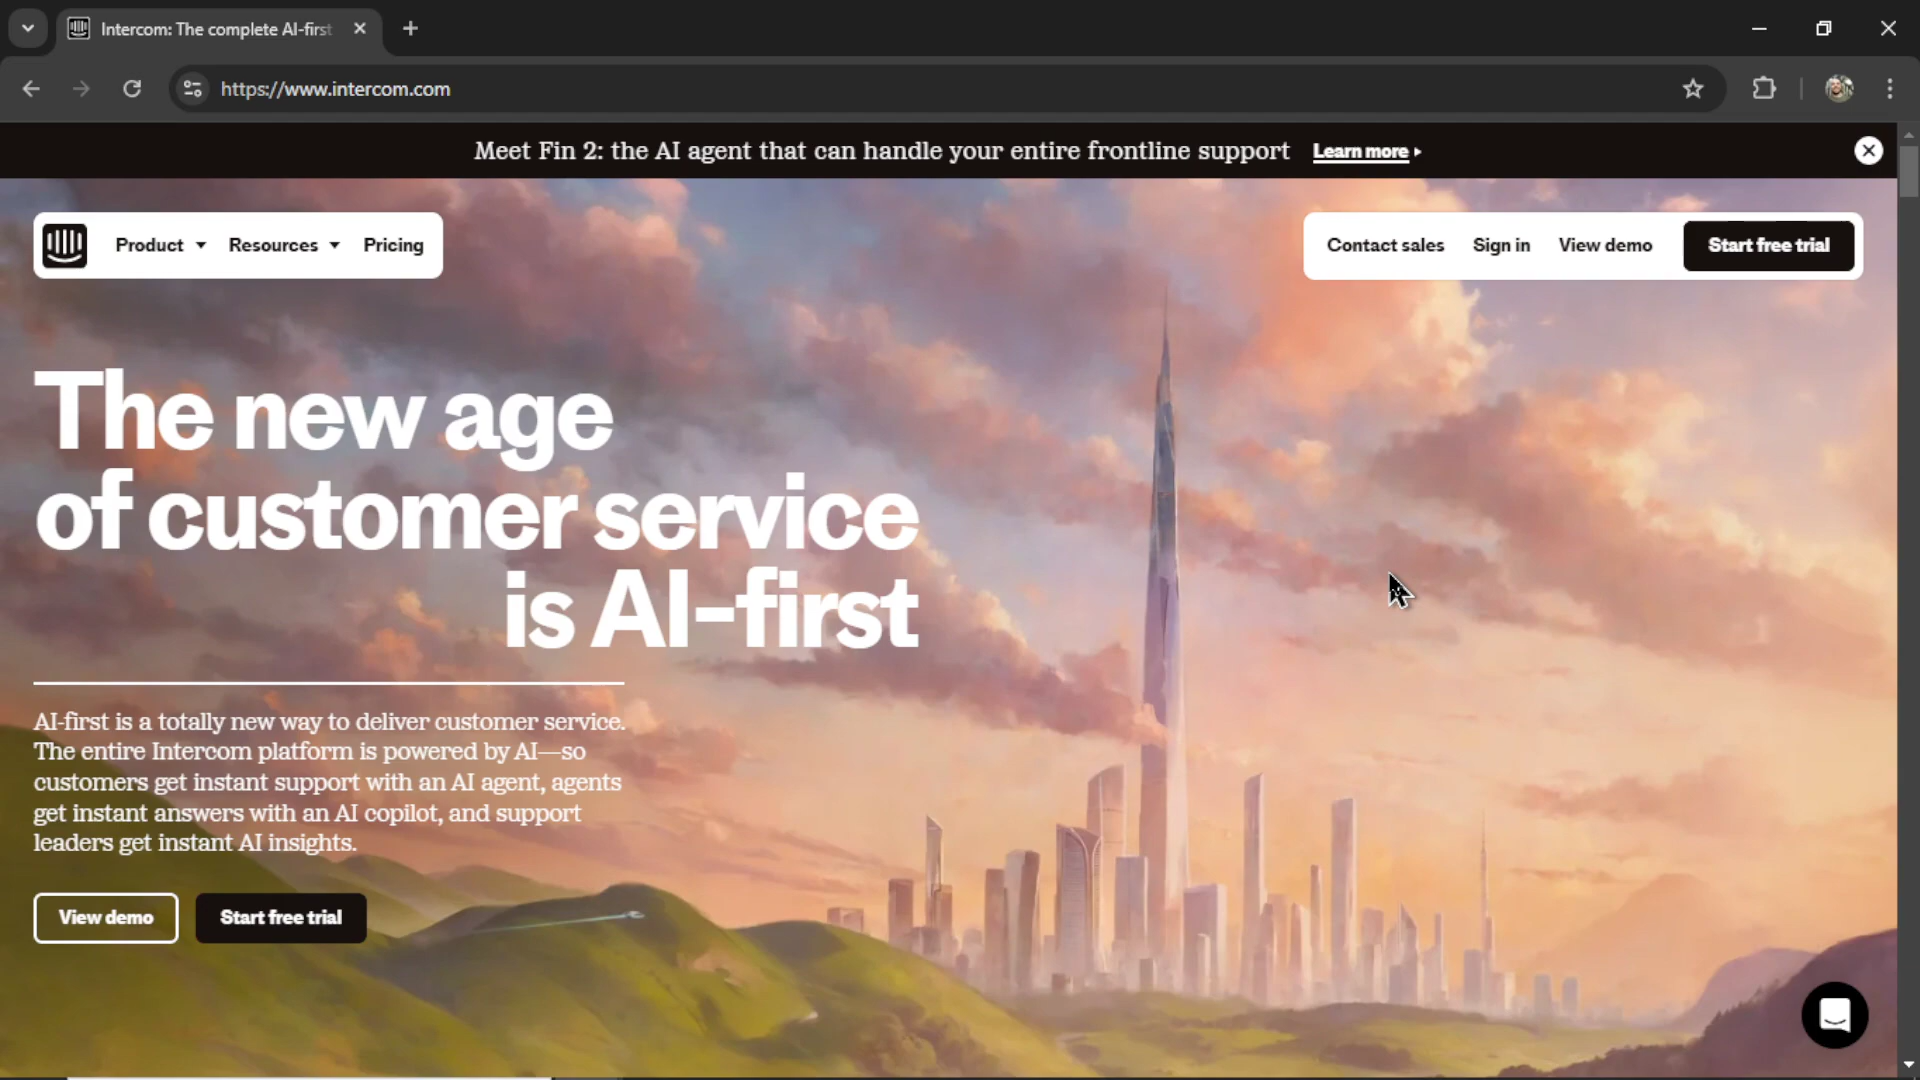 Intercom: The complete AI-first
https://www.intercom.com
Meet Fin 2: the AI agent that can handle your entire frontline support Learn more
Product Resources Pricing
Contact sales Sign in View demo Start free trial
The new age
of customer service
is AI-first
AI-first is a totally new way to deliver customer service.
The entire Intercom platform is powered by AI—so
customers get instant support with an AI agent, agents
get instant answers with an AI copilot, and support
leaders get instant AI insights.
View demo Start free trial